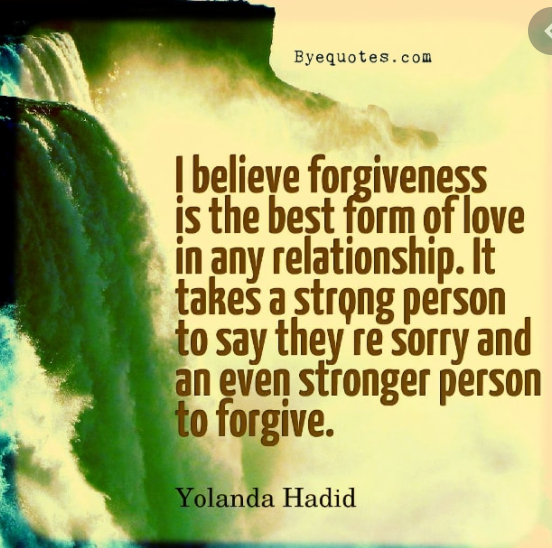 Byequotes.com
I believe forgiveness
is the best form of love
in any relationship. It
takes a strong person
to say they re sorry and
an even stronger person
to forgive.
Yolanda Hadid